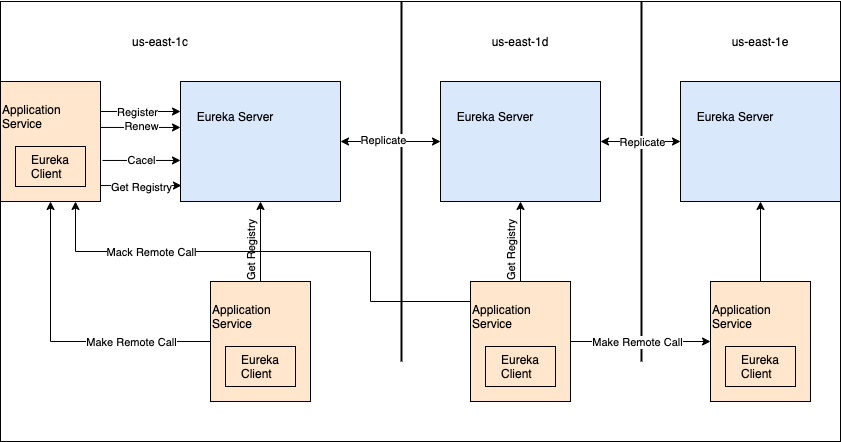 us-east-1c
us-east-1d
us-east-1e
Application
Service
Eureka
Client
Register
Renew
Cacel
Get Registry
Eureka Server
Replicate
Eureka Server
Replicate
Eureka Server
Mack Remote Call
Get Registry
Get Registry
Make Remote Call
Application
Service
Eureka
Client
Application
Service
Eureka
Client
Make Remote Call
Application
Service
Eureka
Client